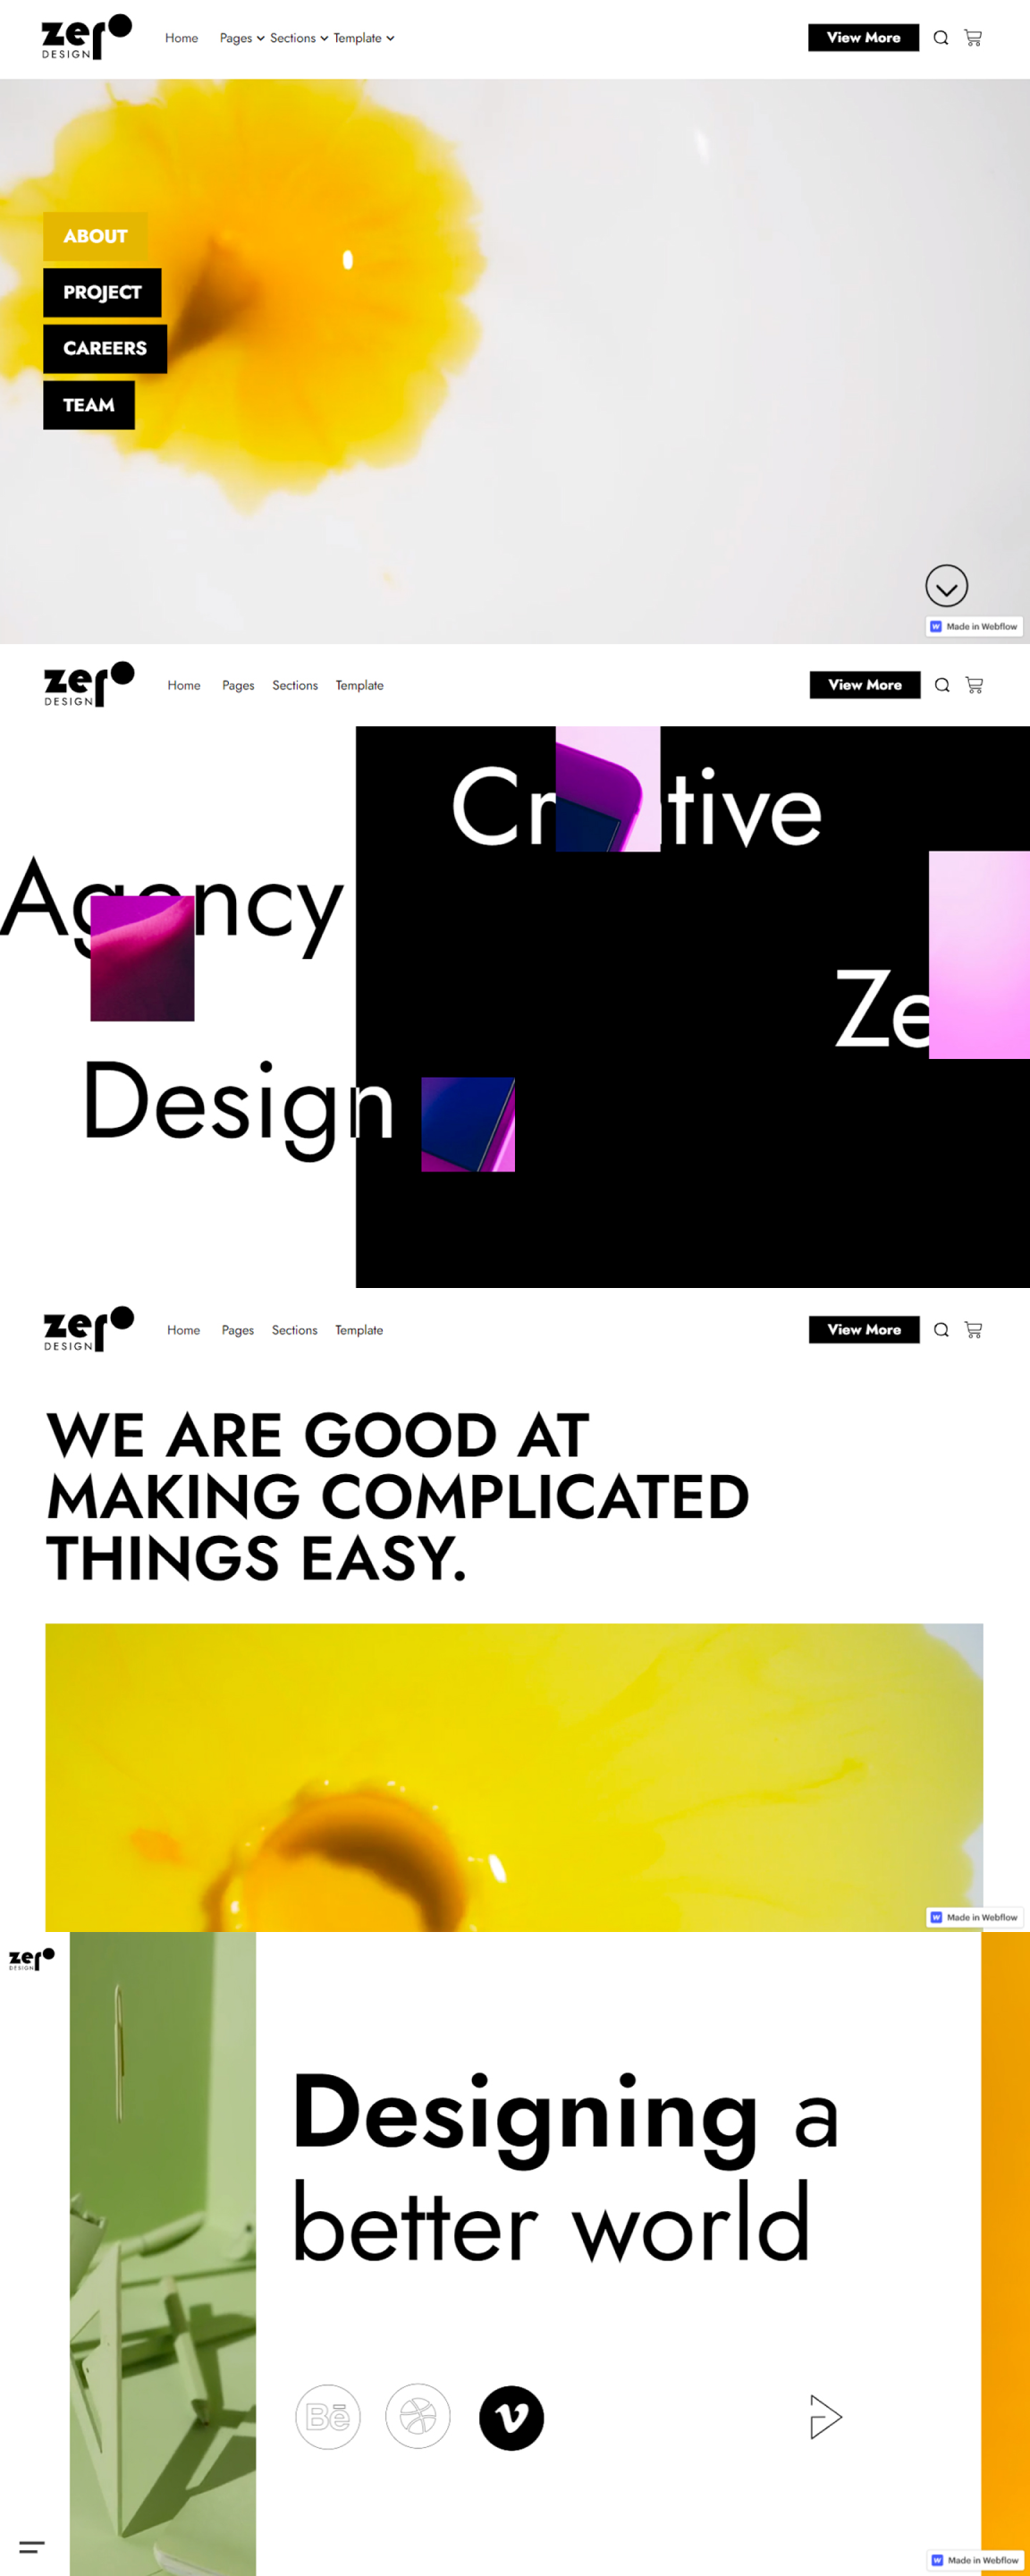 zero
DESIGN
Home Pages Sections Template View More
ABOUT
PROJECT
CAREERS
TEAM
Made in Webflow
zero
DESIGN
Home Pages Sections Template View More
Cr tive
Agency
Ze
Design
zero
DESIGN
Home Pages Sections Template View More
WE ARE GOOD AT
MAKING COMPLICATED
THINGS EASY.
Made in Webflow
zero
DESIGN
Designing a
better world
Bē
Made in Webflow